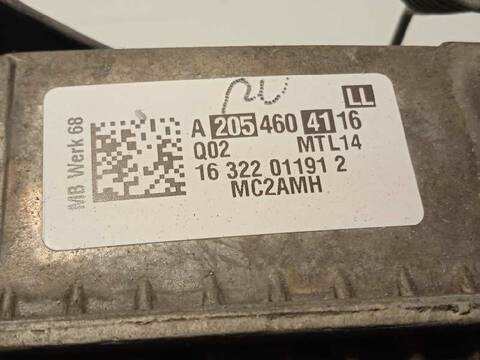 LL
MB Werk 68
A 205 460 41 16
Q02 MTL14
16 322 01191 2
MC2AMH